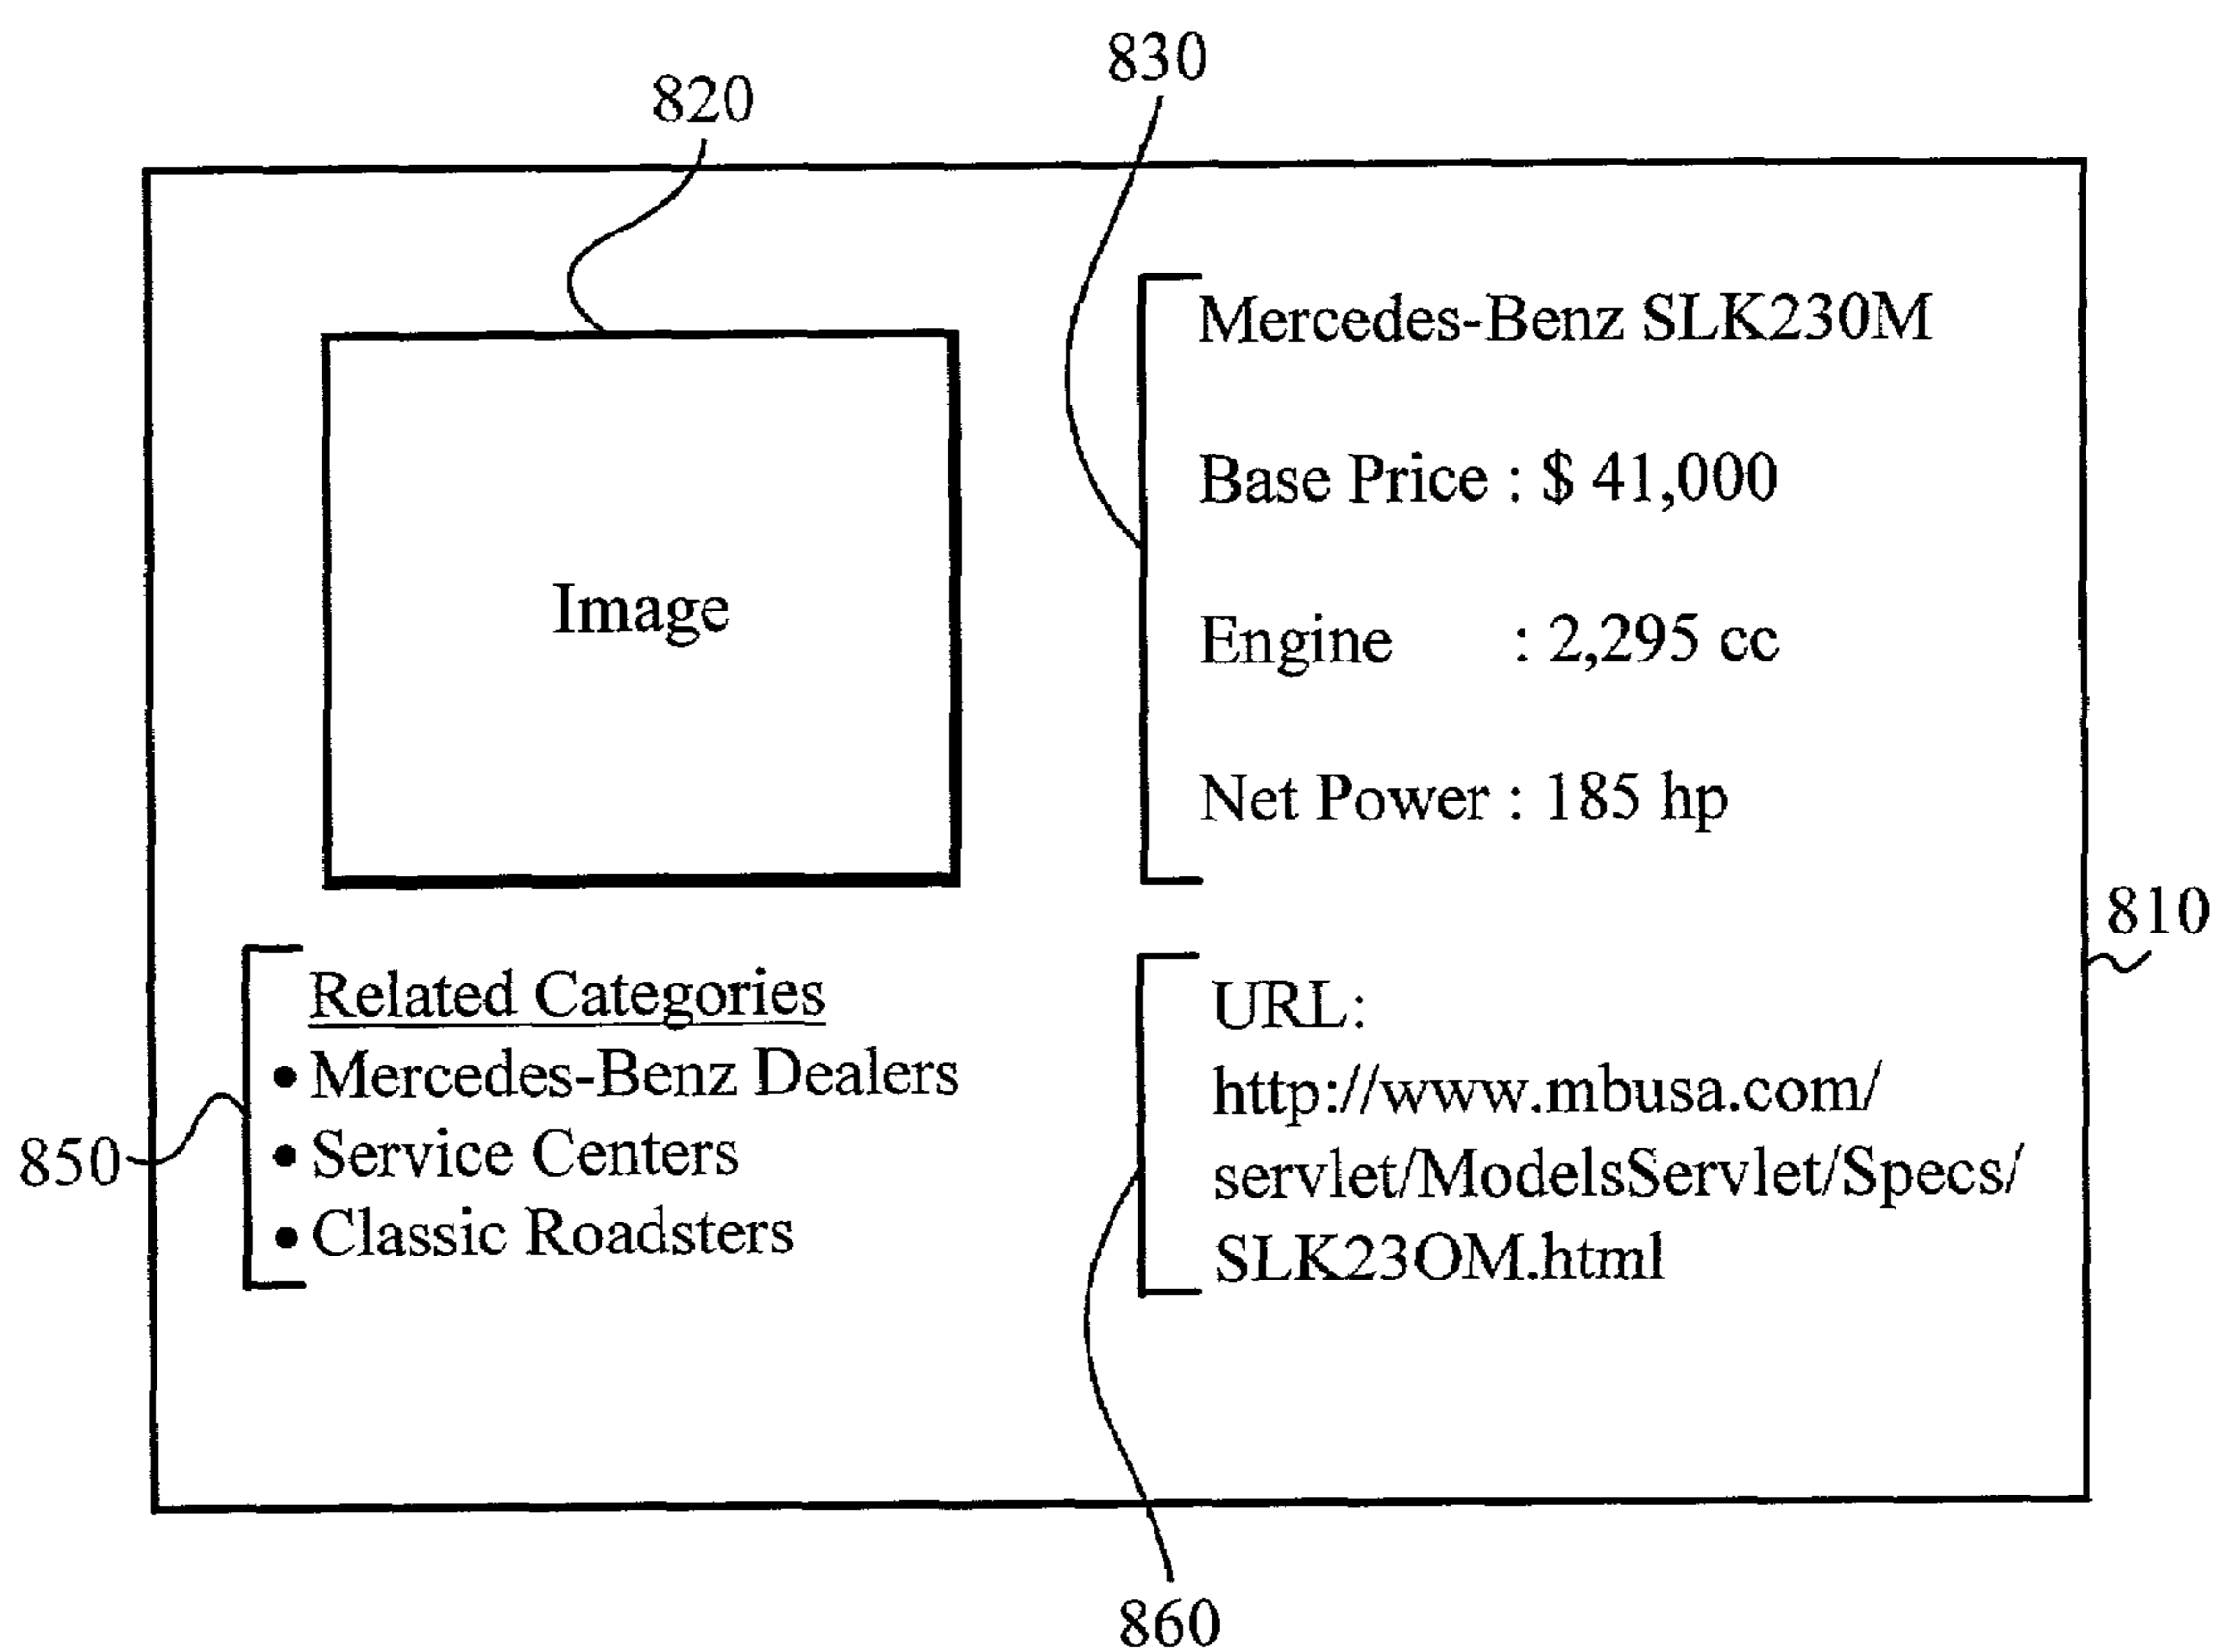 820
830
Mercedes-Benz SLK230M
Base Price : $ 41,000
Image
Engine : 2,295 cc
Net Power : 185 hp
810
850
Related Categories
• Mercedes-Benz Dealers
• Service Centers
• Classic Roadsters
URL:
http://www.mbusa.com/
servlet/ModelsServlet/Specs/
SLK23OM.html
860